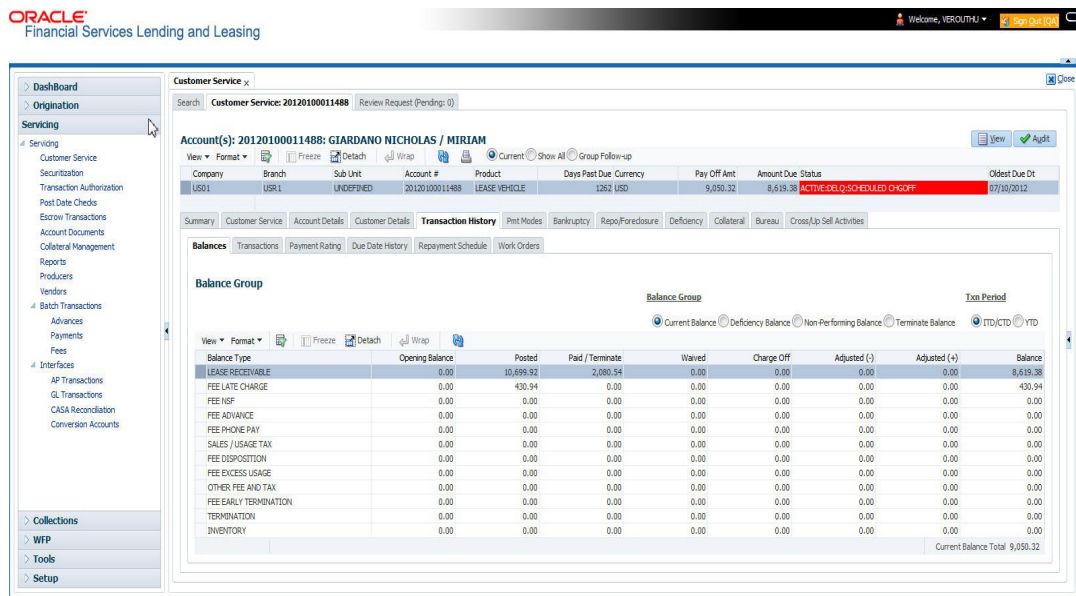 ORACLE
Financial Services Lending and Leasing
Welcome, VEROUTHU
Sign Out [QA]
DashBoard
Origination
Servicing
Servicing
Customer Service
Securitization
Transaction Authorization
Post Date Checks
Escrow Transactions
Account Documents
Collateral Management
Reports
Producers
Vendors
Batch Transactions
Advances
Payments
Fees
Interfaces
AP Transactions
GL Transactions
CASA Reconciliation
Conversion Accounts
Collections
WFP
Tools
Setup
Customer Service x
Close
Search Customer Service: 20120100011488 Review Request (Pending: 0)
Account(s): 20120100011488: GIARDANO NICHOLAS / MIRIAM
View Audit
View Format Freeze Detach Wrap Current Show All Group Follow-up
Company Branch Sub Unit Account # Product Days Past Due Currency Pay Off Amt Amount Due Status Oldest Due Dt
US01 USR1 UNDEFINED 20120100011488 LEASE VEHICLE 1262 USD 9,050.32 8,619.38 ACTIVE:DELQ:SCHEDULED CHGOFF 07/10/2012
Summary Customer Service Account Details Customer Details Transaction History Pmt Modes Bankruptcy Repo/Foreclosure Deficiency Collateral Bureau Cross/Up Sell Activities
Balances Transactions Payment Rating Due Date History Repayment Schedule Work Orders
Balance Group
Balance Group Txn Period
Current Balance Deficiency Balance Non-Performing Balance Terminate Balance ITD/CTD YTD
View Format Freeze Detach Wrap
Balance Type Opening Balance Posted Paid / Terminate Waived Charge Off Adjusted (-) Adjusted (+) Balance
LEASE RECEIVABLE 0.00 10,699.92 2,080.54 0.00 0.00 0.00 0.00 8,619.38
FEE LATE CHARGE 0.00 430.94 0.00 0.00 0.00 0.00 0.00 430.94
FEE NSF 0.00 0.00 0.00 0.00 0.00 0.00 0.00 0.00
FEE ADVANCE 0.00 0.00 0.00 0.00 0.00 0.00 0.00 0.00
FEE PHONE PAY 0.00 0.00 0.00 0.00 0.00 0.00 0.00 0.00
SALES / USAGE TAX 0.00 0.00 0.00 0.00 0.00 0.00 0.00 0.00
FEE DISPOSITION 0.00 0.00 0.00 0.00 0.00 0.00 0.00 0.00
FEE EXCESS USAGE 0.00 0.00 0.00 0.00 0.00 0.00 0.00 0.00
OTHER FEE AND TAX 0.00 0.00 0.00 0.00 0.00 0.00 0.00 0.00
FEE EARLY TERMINATION 0.00 0.00 0.00 0.00 0.00 0.00 0.00 0.00
TERMINATION 0.00 0.00 0.00 0.00 0.00 0.00 0.00 0.00
INVENTORY 0.00 0.00 0.00 0.00 0.00 0.00 0.00 0.00
Current Balance Total 9,050.32